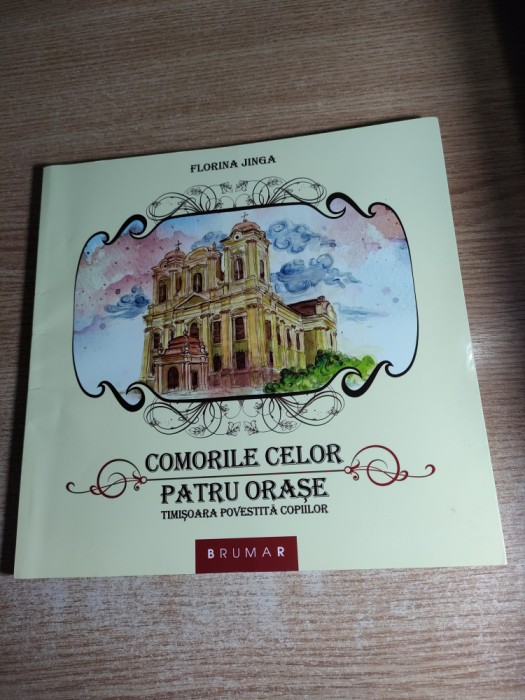 FLORINA JINGA
COMORILE CELOR
PATRU ORAȘE
TIMIȘOARA POVESTITĂ COPIILOR
BRUMAR